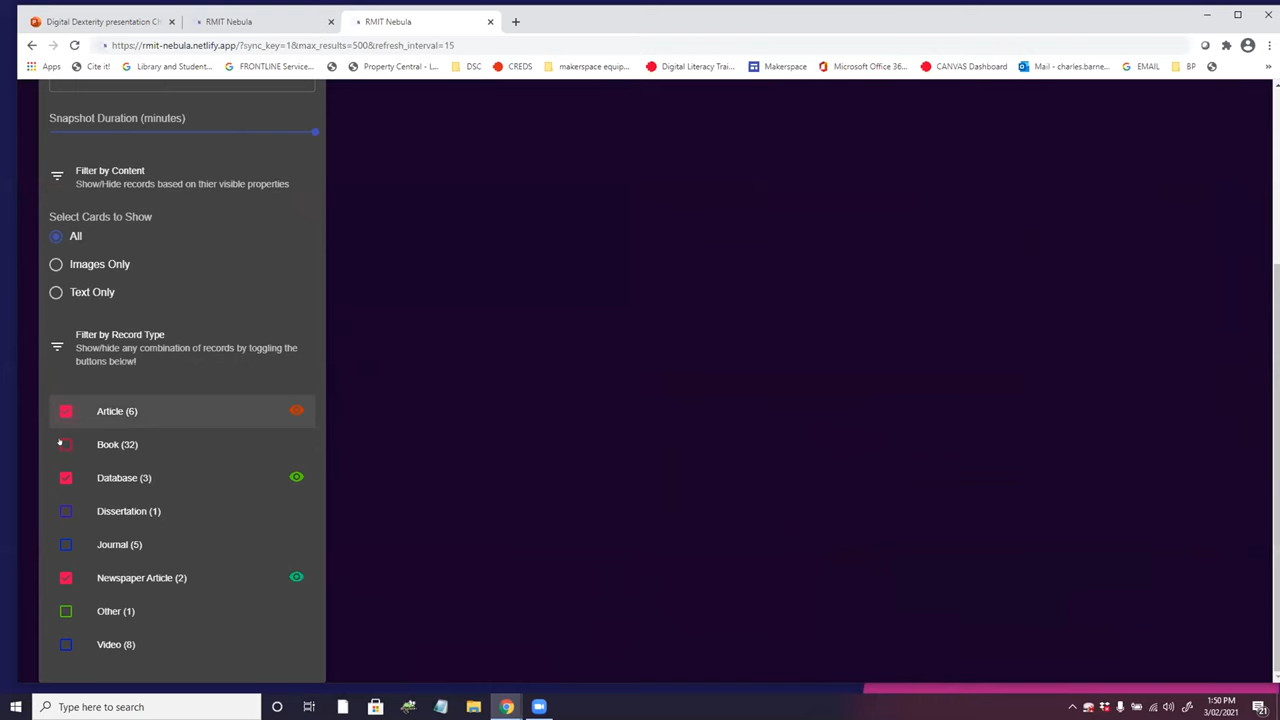 Digital Dexterity presentation Ch
RMIT Nebula
RMIT Nebula
https://rmit-nebula.netlify.app/?sync_key=1&max_results=500&refresh_interval=15
Apps
Cite it!
Library and Student...
FRONTLINE Service...
Property Central - L...
DSC
CREDS
makerspace equip...
Digital Literacy Trai...
Makerspace
Microsoft Office 36...
CANVAS Dashboard
Mail - charles.barne...
EMAIL
BP
»
Snapshot Duration (minutes)
Filter by Content
Show/Hide records based on thier visible properties
Select Cards to Show
All
Images Only
Text Only
Filter by Record Type
Show/hide any combination of records by toggling the
buttons below!
Article (6)
Book (32)
Database (3)
Dissertation (1)
Journal (5)
Newspaper Article (2)
Other (1)
Video (8)
Type here to search
1:50 PM
3/02/2021